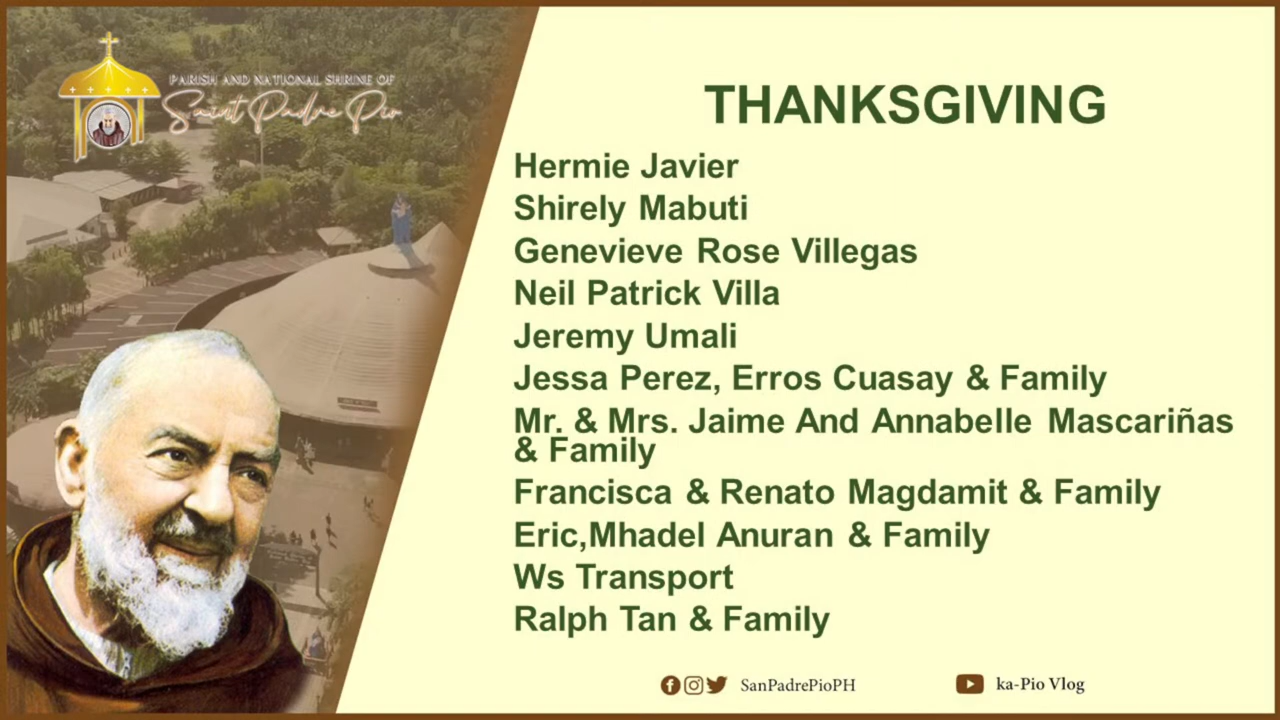 PARISH AND NATIONAL SHRINE OF
Saint Padre Pio
THANKSGIVING
Hermie Javier
Shirely Mabuti
Genevieve Rose Villegas
Neil Patrick Villa
Jeremy Umali
Jessa Perez, Erros Cuasay & Family
Mr. & Mrs. Jaime And Annabelle Mascariñas
& Family
Francisca & Renato Magdamit & Family
Eric,Mhadel Anuran & Family
Ws Transport
Ralph Tan & Family
SanPadrePioPH
ka-Pio Vlog